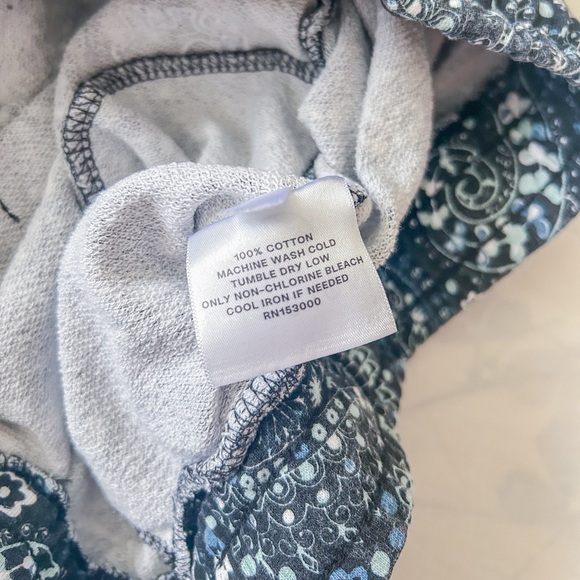 100% COTTON
MACHINE WASH COLD
TUMBLE DRY LOW
ONLY NON-CHLORINE BLEACH
COOL IRON IF NEEDED
RN153000